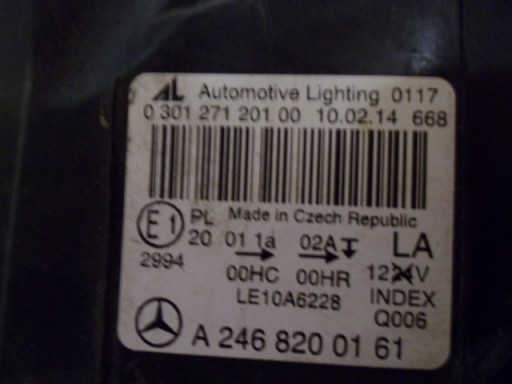 AL Automotive Lighting 0117
0 301 271 201 00 10.02.14 668
Made in Czech Republic
E1 PL 01 1a 02A LA
20
2994 00HC 00HR 1224V
LE10A6228 INDEX
Q006
A 246 820 01 61